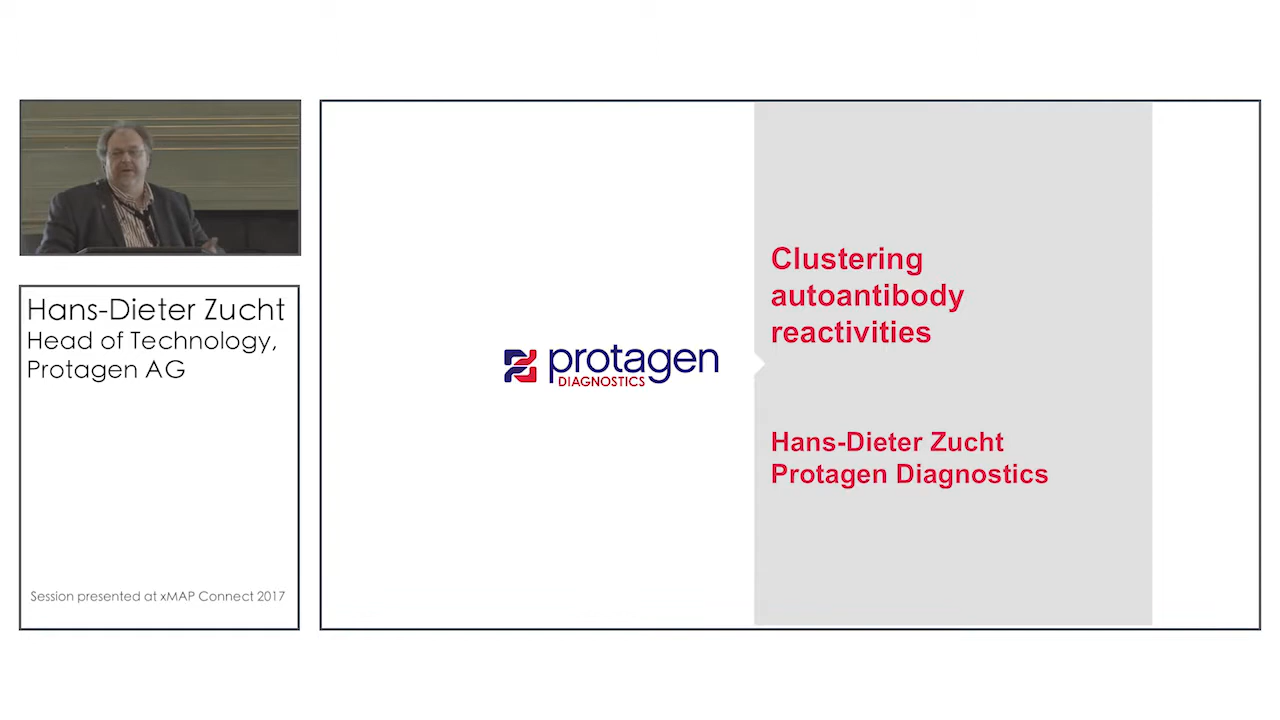 Hans-Dieter Zucht
Head of Technology,
Protagen AG
Session presented at xMAP Connect 2017
protagen
DIAGNOSTICS
Clustering
autoantibody
reactivities
Hans-Dieter Zucht
Protagen Diagnostics